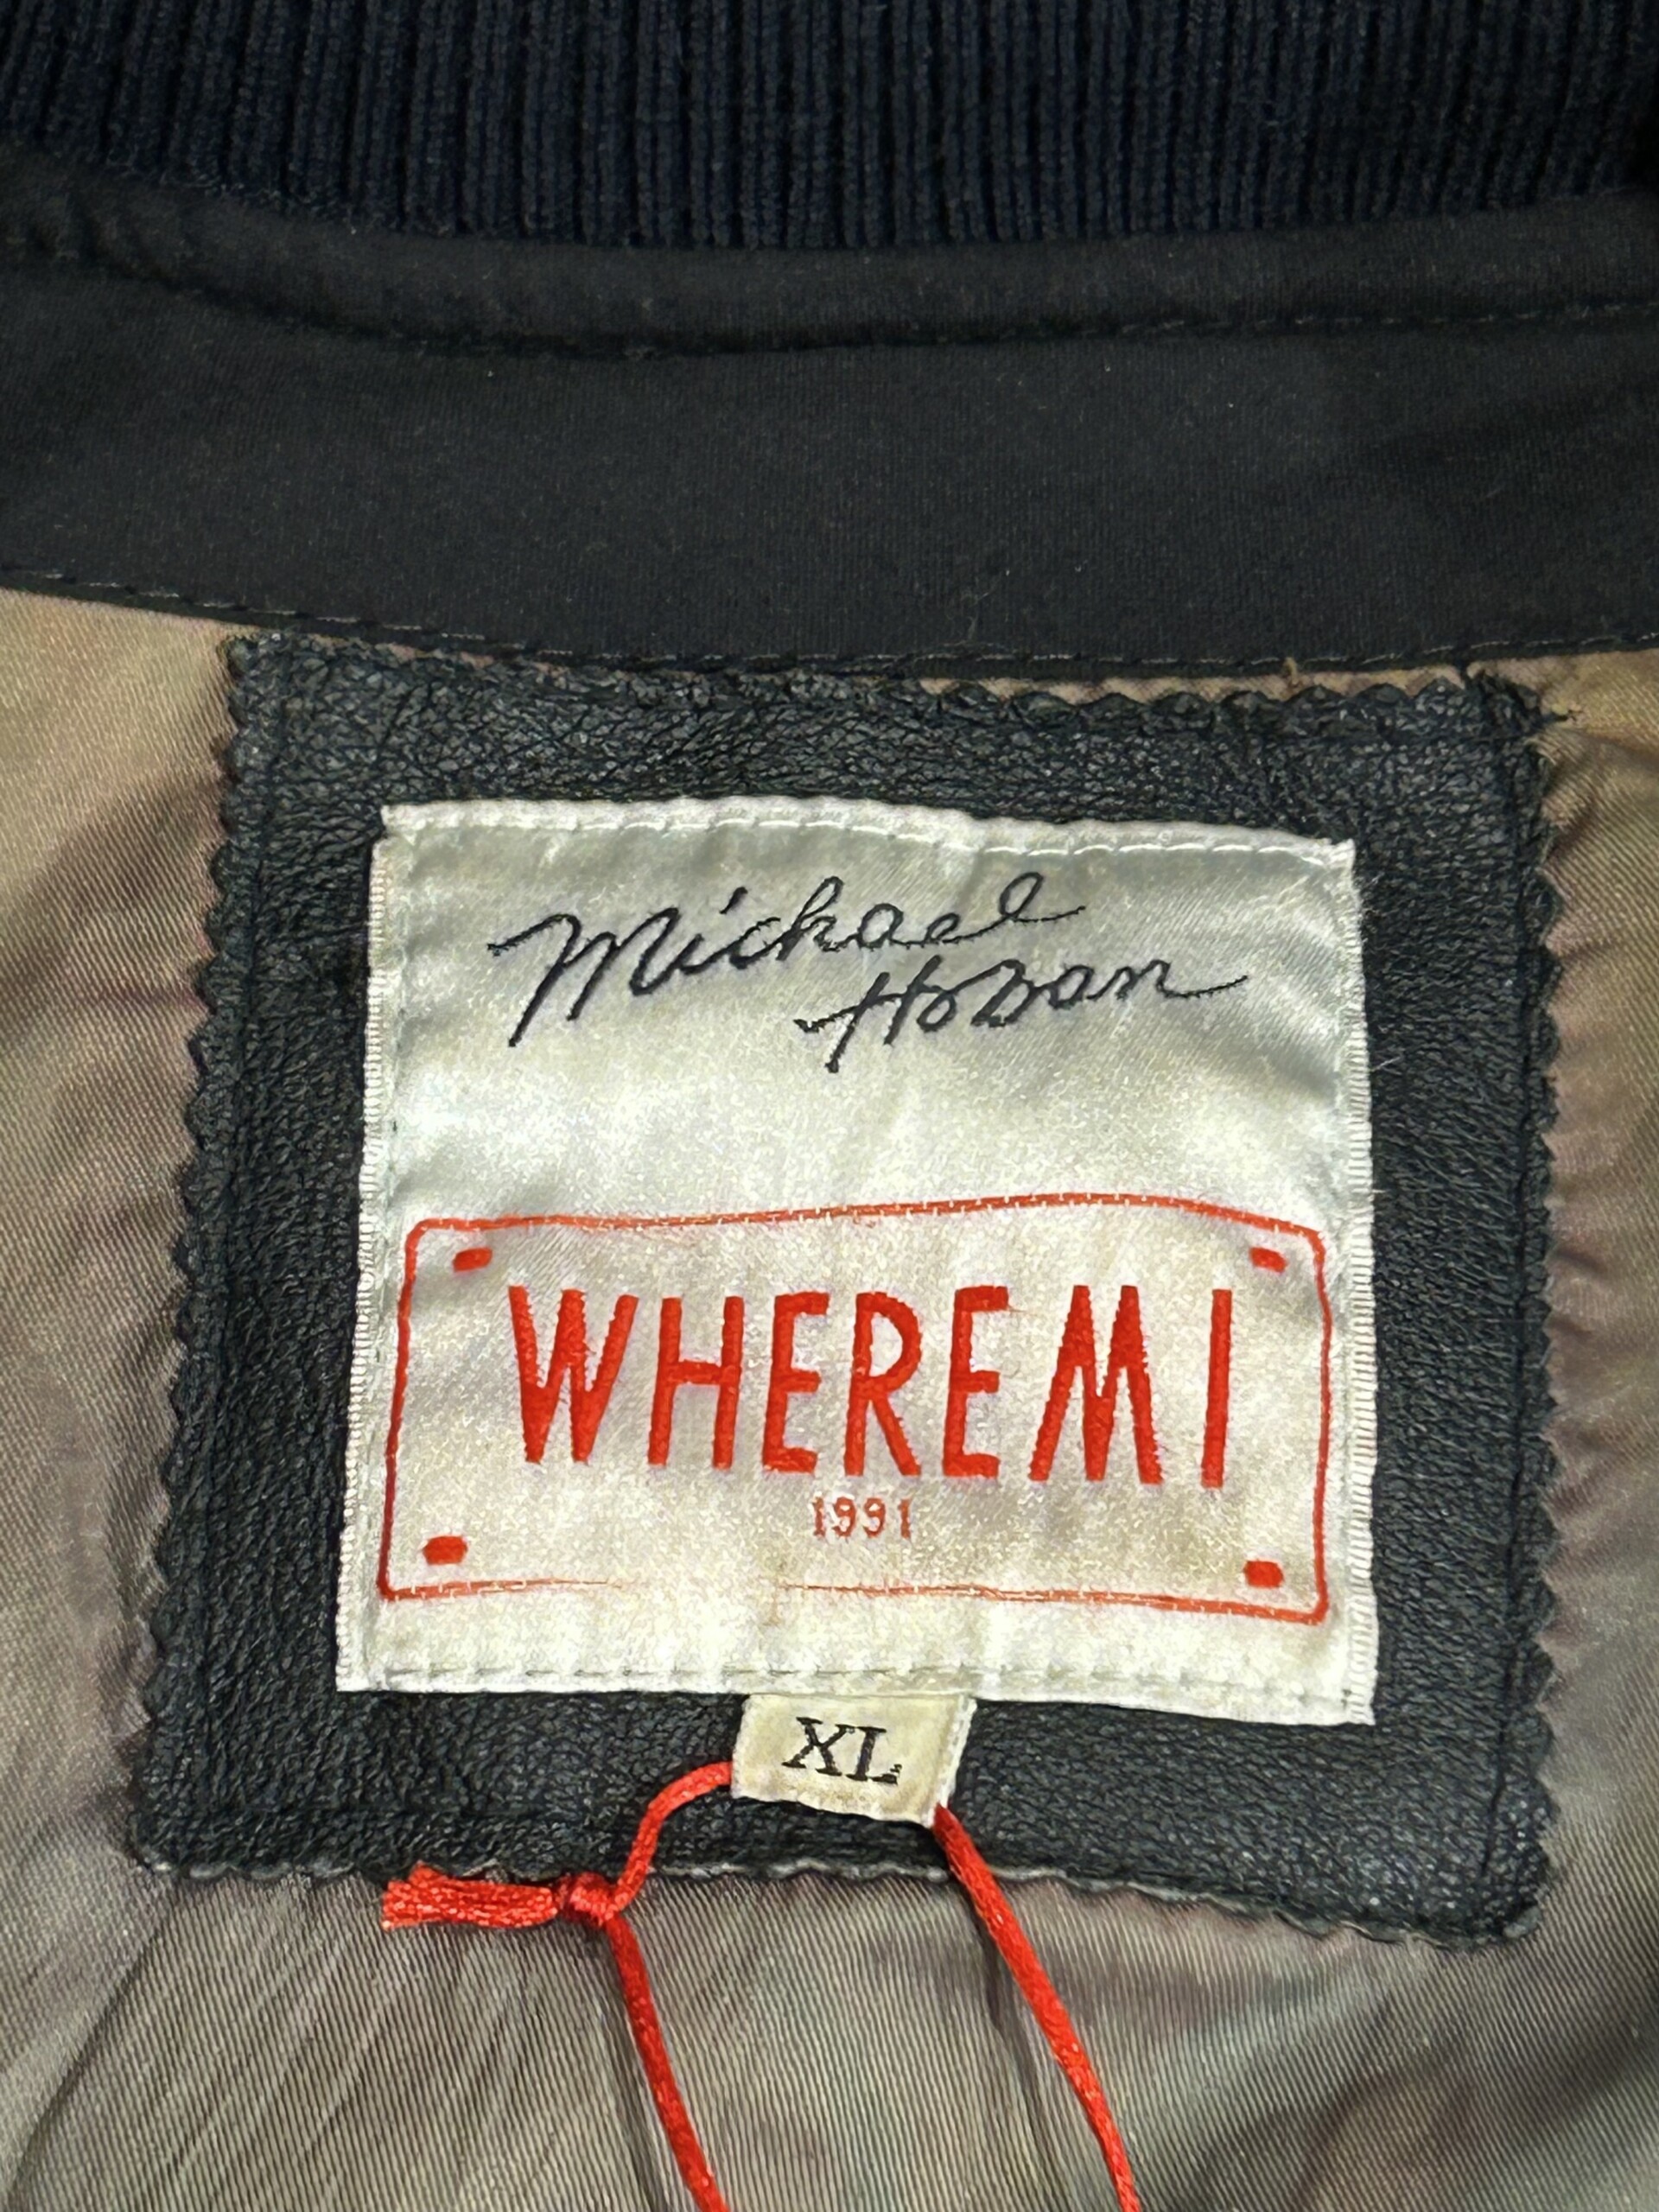 Michael
Hoban
WHEREMI
1991
XL